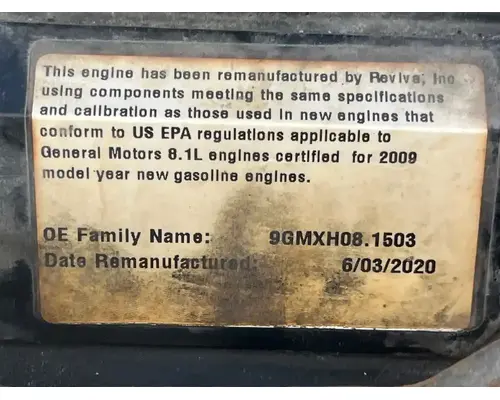 This engine has been remanufactured by Reviva, Inc
using components meeting the same specifications
and calibration as those used in new engines that
conform to US EPA regulations applicable to
General Motors 8.1L engines certified for 2009
model year new gasoline engines.
OE Family Name: 9GMXH08.1503
Date Remanufactured: 6/03/2020